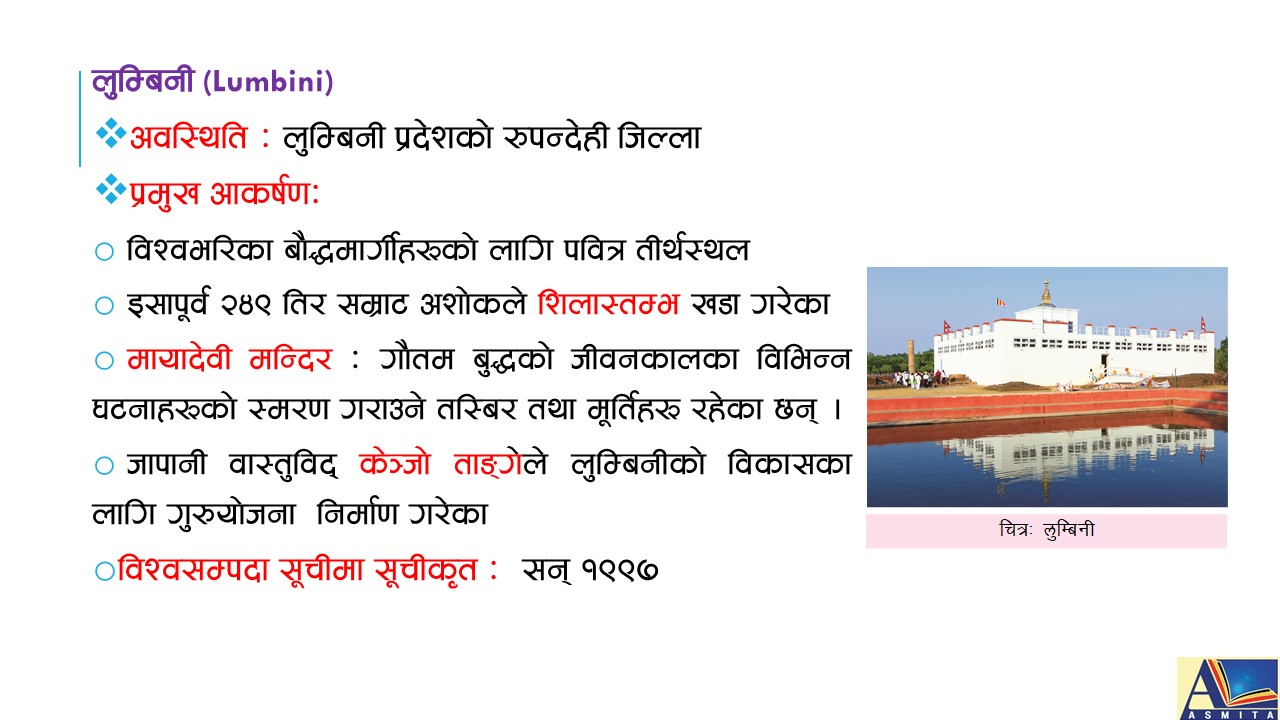 लुम्बिनी (Lumbini)
❖अवस्थिति : लुम्बिनी प्रदेशको रुपन्देही जिल्ला
❖प्रमुख आकर्षण:
o विश्वभरिका बौद्धमार्गीहरुको लागि पवित्र तीर्थस्थल
o इसापूर्व २४९ तिर सम्राट अशोकले शिलास्तम्भ खडा गरेका
o मायादेवी मन्दिर : गौतम बुद्धको जीवनकालका विभिन्न
घटनाहरुको स्मरण गराउने तस्बिर तथा मूर्तिहरु रहेका छन् ।
o जापानी वास्तुविद् केञ्जो ताङ्गेले लुम्बिनीको विकासका
लागि गुरुयोजना निर्माण गरेका
oविश्वसम्पदा सूचीमा सूचीकृत : सन् १९९७
चित्र: लुम्बिनी
ASMITA